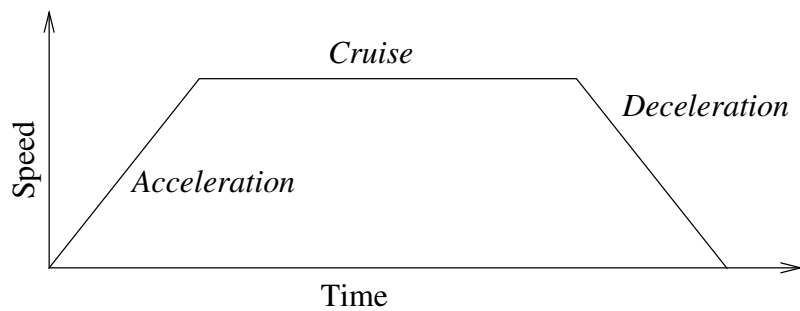 Cruise
Deceleration
Speed
Acceleration
Time